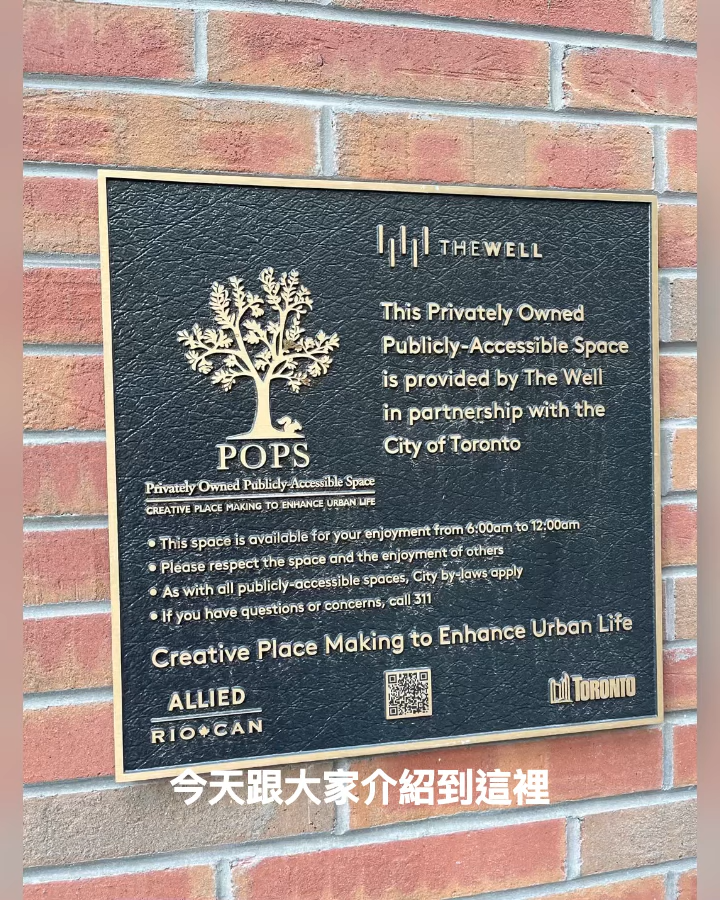 THEWELL
This Privately Owned
Publicly-Accessible Space
is provided by The Well
in partnership with the
City of Toronto
POPS
Privately Owned Publicly-Accessible Space
CREATIVE PLACE MAKING TO ENHANCE URBAN LIFE
• This space is available for your enjoyment from 6:00am to 12:00am
• Please respect the space and the enjoyment of others
• As with all publicly-accessible spaces, City by-laws apply
• If you have questions or concerns, call 311
Creative Place Making to Enhance Urban Life
ALLIED
RIO CAN
TORONTO
今天跟大家介紹到這裡